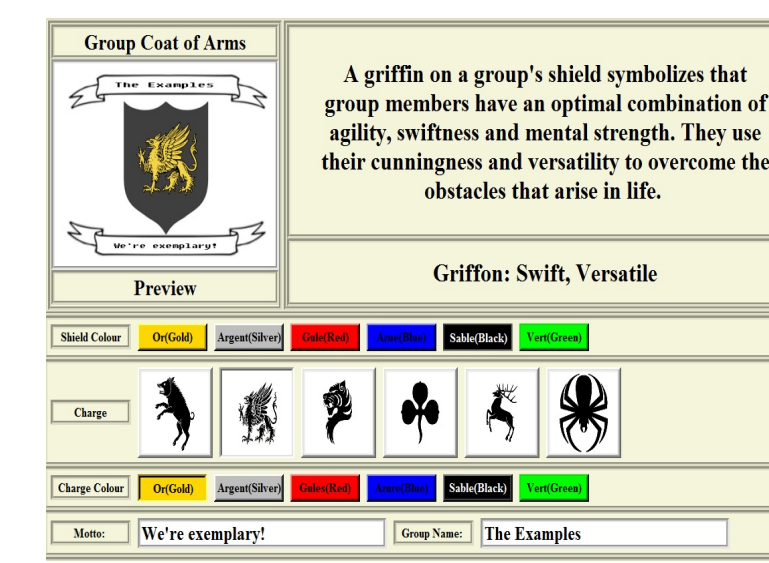 Group Coat of Arms
The Examples
We're exemplary!
Preview
A griffin on a group's shield symbolizes that
group members have an optimal combination of
agility, swiftness and mental strength. They use
their cunningness and versatility to overcome the
obstacles that arise in life.
Griffon: Swift, Versatile
Shield Colour Or(Gold) Argent(Silver) Gule(Red) Azure(Blue) Sable(Black) Vert(Green)
Charge
Charge Colour Or(Gold) Argent(Silver) Gules(Red) Azure(Blue) Sable(Black) Vert(Green)
Motto: We're exemplary! Group Name: The Examples